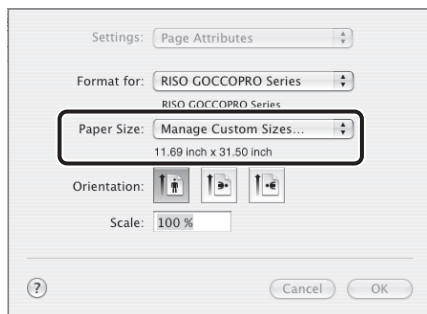 Settings: Page Attributes
Format for: RISO GOCCOPRO Series
RISO GOCCOPRO Series
Paper Size: Manage Custom Sizes...
11.69 inch x 31.50 inch
Orientation:
Scale: 100 %
? Cancel OK